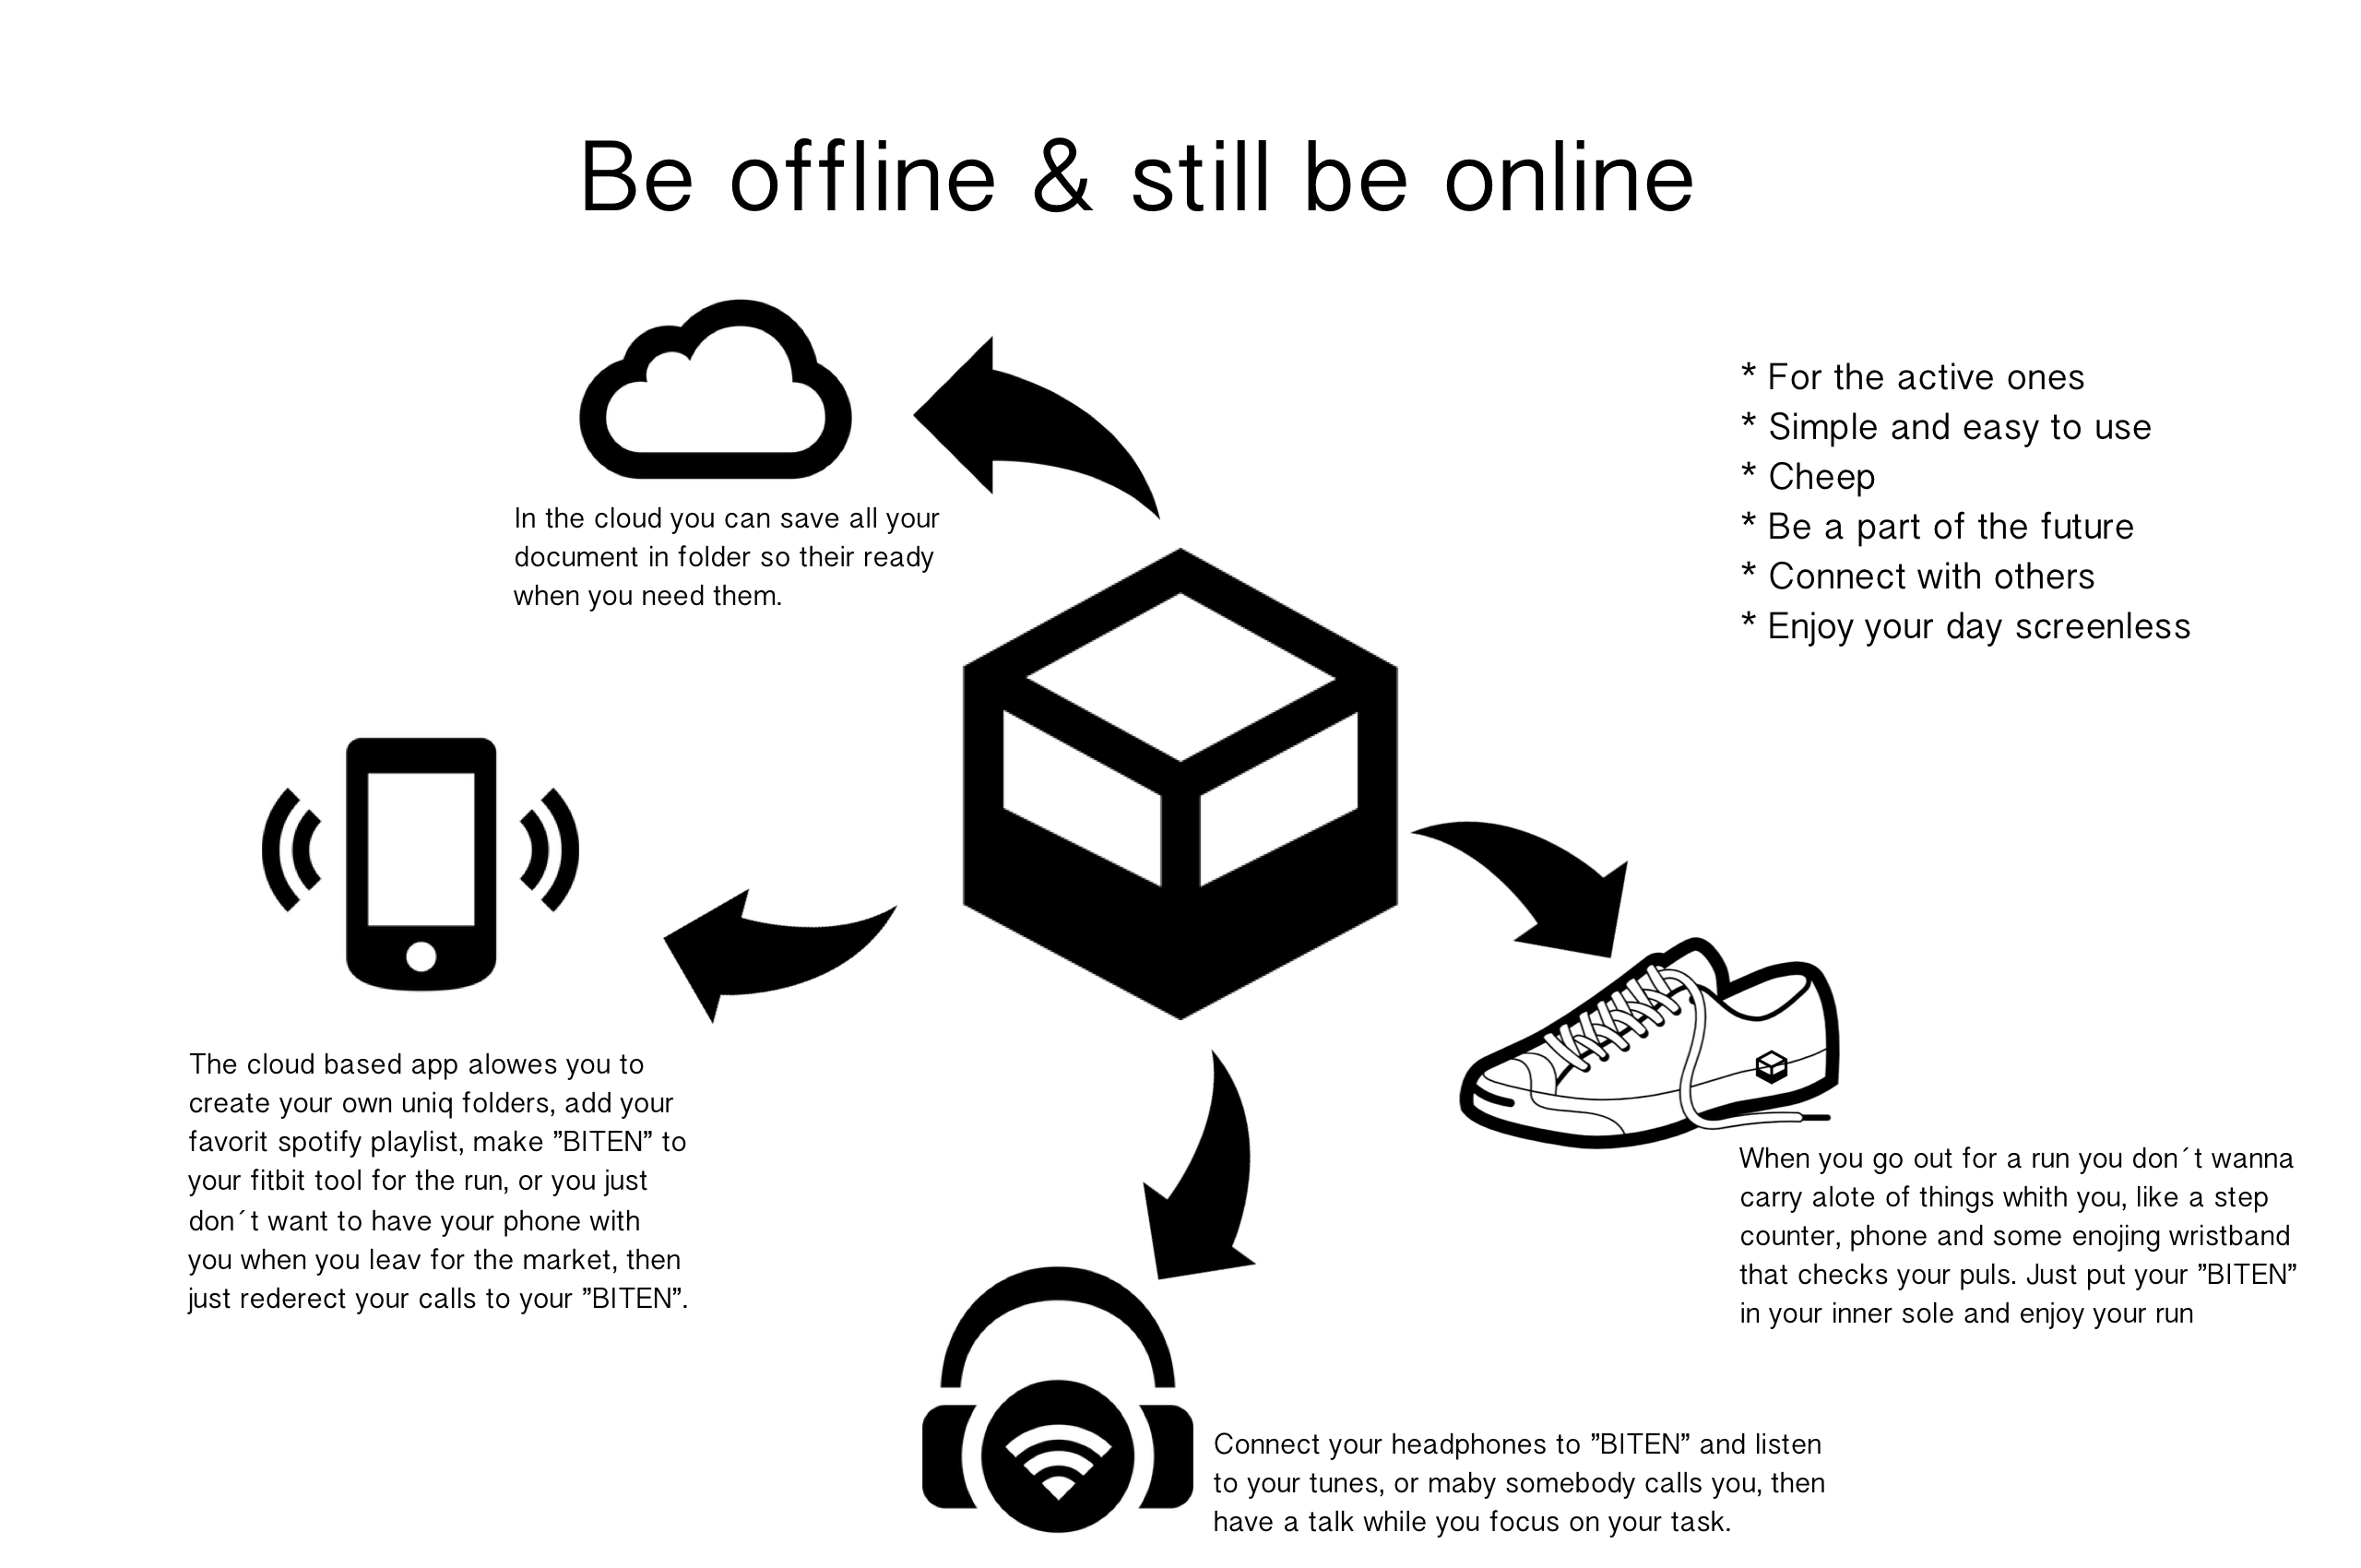 Be offline & still be online
In the cloud you can save all your
document in folder so their ready
when you need them.
* For the active ones
* Simple and easy to use
* Cheep
* Be a part of the future
* Connect with others
* Enjoy your day screenless
The cloud based app alowes you to
create your own uniq folders, add your
favorit spotify playlist, make ”BITEN” to
your fitbit tool for the run, or you just
don´t want to have your phone with
you when you leav for the market, then
just rederect your calls to your ”BITEN”.
When you go out for a run you don´t wanna
carry alote of things whith you, like a step
counter, phone and some enojing wristband
that checks your puls. Just put your ”BITEN”
in your inner sole and enjoy your run
Connect your headphones to ”BITEN” and listen
to your tunes, or maby somebody calls you, then
have a talk while you focus on your task.